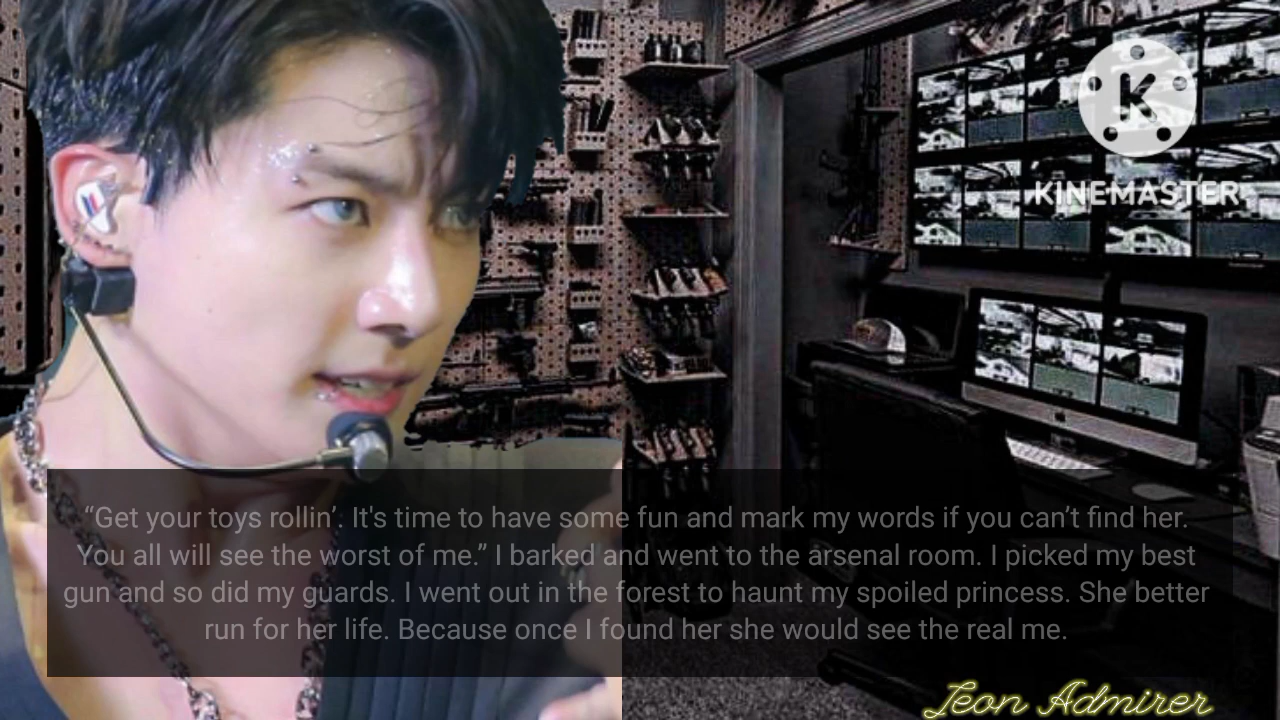 K
KINEMASTER
“Get your toys rollin’. It's time to have some fun and mark my words if you can’t find her.
You all will see the worst of me.” I barked and went to the arsenal room. I picked my best
gun and so did my guards. I went out in the forest to haunt my spoiled princess. She better
run for her life. Because once I found her she would see the real me.
Jeon Admirer